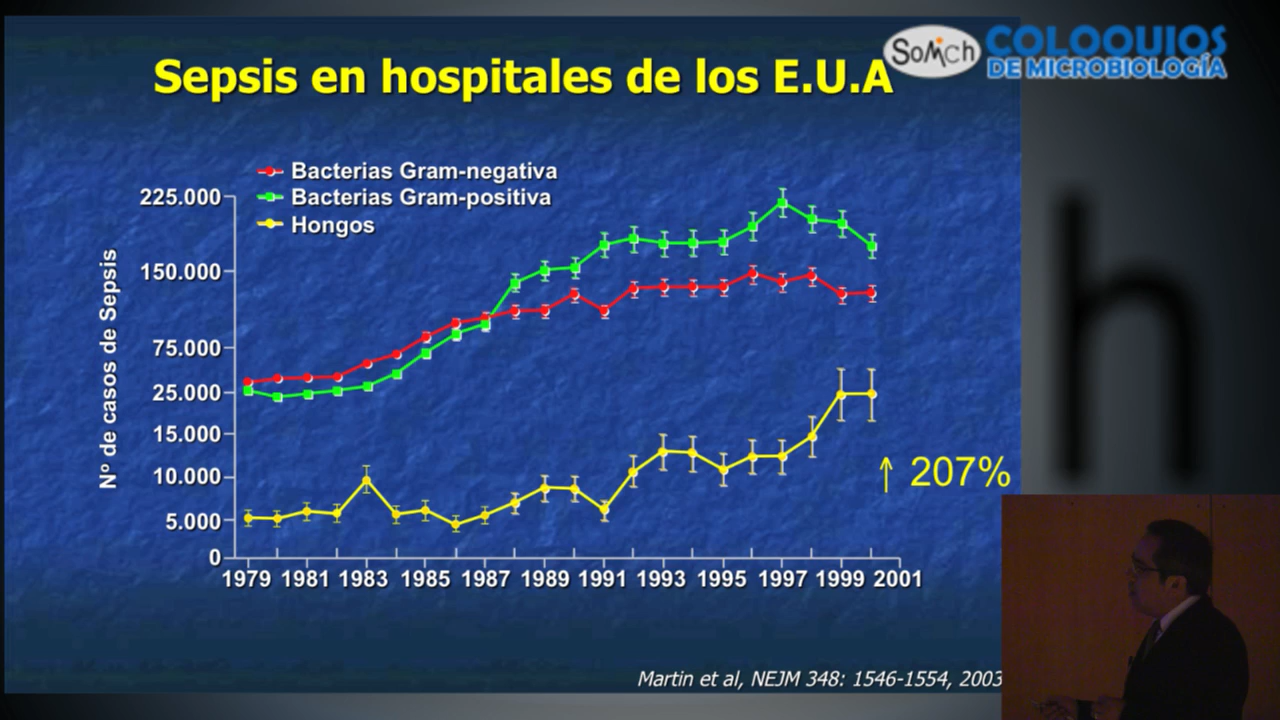 Sepsis en hospitales de los E.U.A
SoMch
COLOQUIOS
DE MICROBIOLOGÍA
Bacterias Gram-negativa
Bacterias Gram-positiva
Hongos
Nº de casos de Sepsis
225.000
150.000
75.000
25.000
15.000
10.000
5.000
0
1979 1981 1983 1985 1987 1989 1991 1993 1995 1997 1999 2001
↑ 207%
Martin et al, NEJM 348: 1546-1554, 2003
h